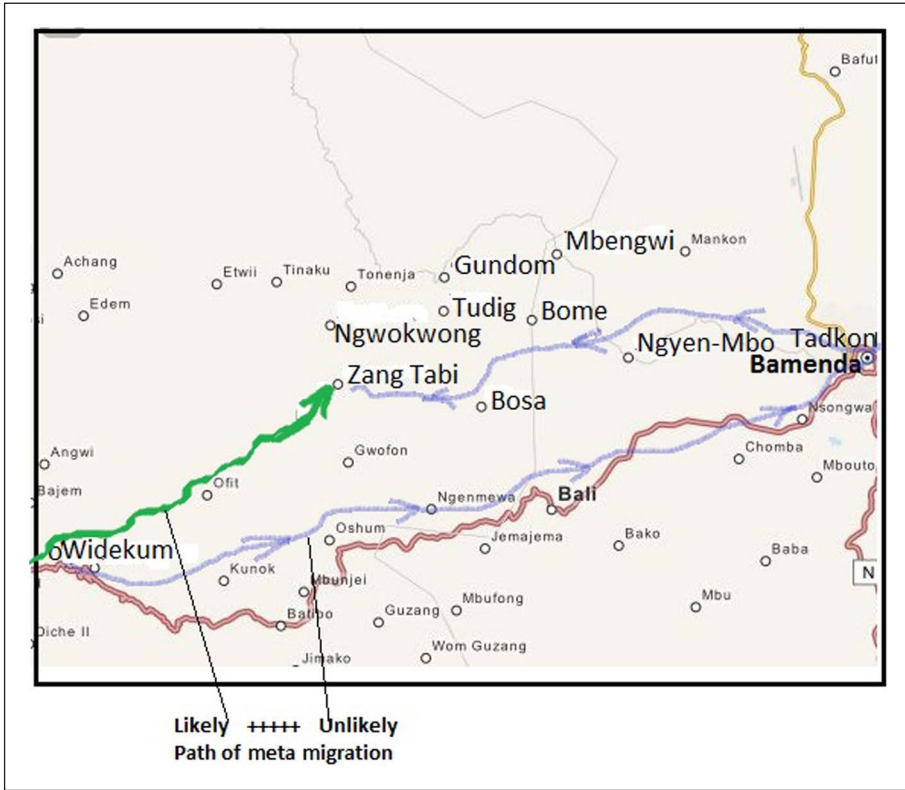 Bafut
Mbengwi
Mankon
Achang
Gundom
Etwii
Tinaku
Tonenja
Edem
Tudig
Bome
Ngwokwong
Ngyen-Mbo
Tadkon
Bamenda
Zang Tabi
Bosa
Nsongwa
Angwi
Gwofon
Chomba
Mbouto
Bajem
Ofit
Ngenmewa
Bali
Widekum
Oshum
Jemajema
Bako
Baba
Kunok
Mbunjei
N
Mbufong
Mbu
Batibo
Guzang
Diche II
Wom Guzang
Jimako
Likely +++++ Unlikely
Path of meta migration